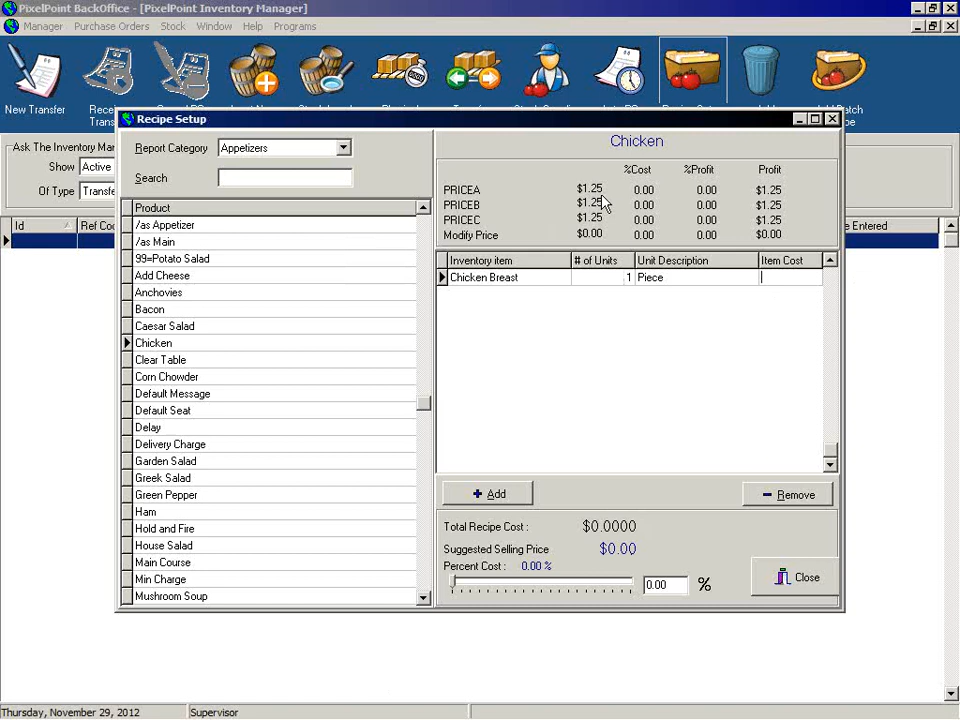 PixelPoint BackOffice - [PixelPoint Inventory Manager]
Manager Purchase Orders Stock Window Help Programs
New Transfer
Recipe Setup
Ask The Inventory Mar
Show Active
Of Type Transfe
Id Ref Coc
e Entered
Report Category Appetizers
Search
Product
/as Appetizer
/as Main
99=Potato Salad
Add Cheese
Anchovies
Bacon
Caesar Salad
Chicken
Clear Table
Corn Chowder
Default Message
Default Seat
Delay
Delivery Charge
Garden Salad
Greek Salad
Green Pepper
Ham
Hold and Fire
House Salad
Main Course
Min Charge
Mushroom Soup
Chicken
%Cost %Profit Profit
PRICEA $1.25 0.00 0.00 $1.25
PRICEB $1.25 0.00 0.00 $1.25
PRICEC $1.25 0.00 0.00 $1.25
Modify Price $0.00 0.00 0.00 $0.00
Inventory item # of Units Unit Description Item Cost
Chicken Breast 1 Piece
+ Add
- Remove
Total Recipe Cost : $0.0000
Suggested Selling Price $0.00
Percent Cost : 0.00 %
0.00 %
Close
Thursday, November 29, 2012 Supervisor